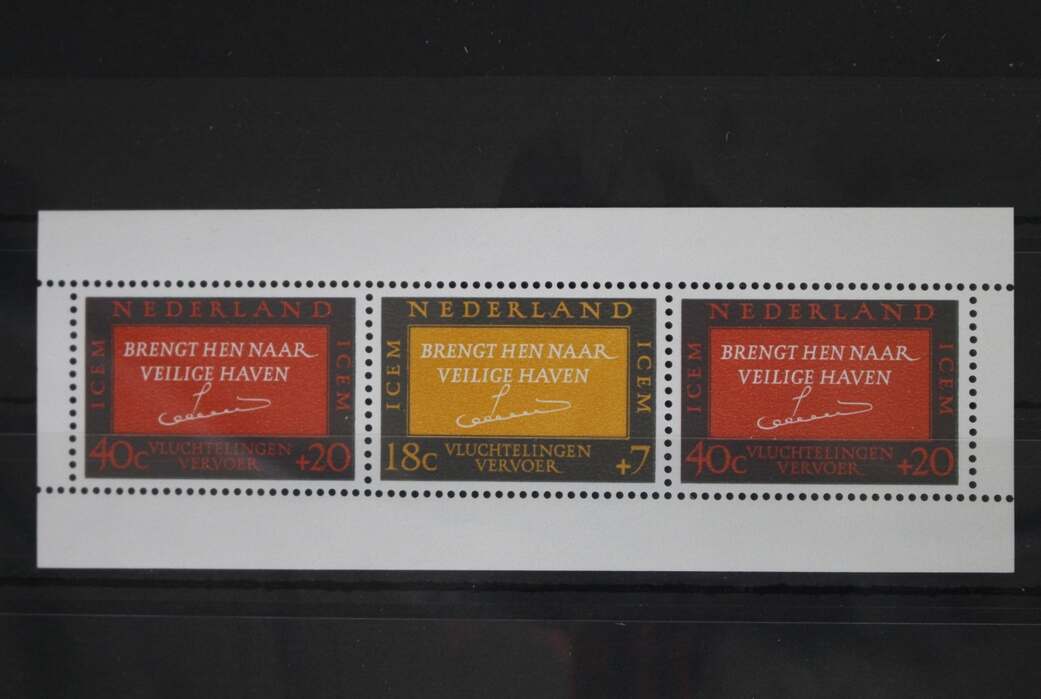 NEDERLAND
ICEM
BRENGT HEN NAAR
VEILIGE HAVEN
ICEM
40c VLUCHTELINGEN
VERVOER +20
NEDERLAND
ICEM
BRENGT HEN NAAR
VEILIGE HAVEN
ICEM
18c VLUCHTELINGEN
VERVOER +7
NEDERLAND
ICEM
BRENGT HEN NAAR
VEILIGE HAVEN
ICEM
40c VLUCHTELINGEN
VERVOER +20